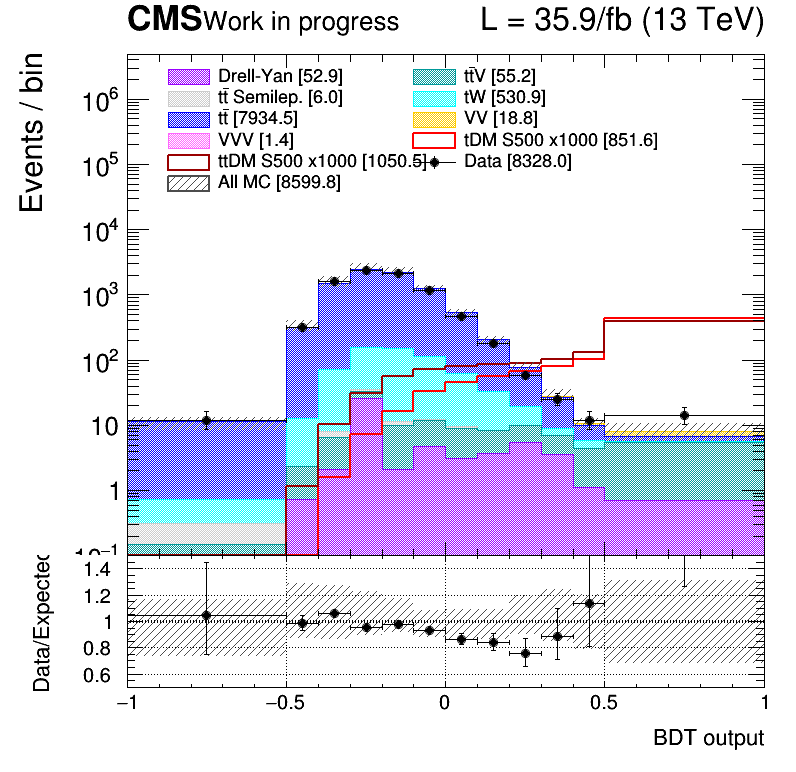 CMS Work in progress L = 35.9/fb (13 TeV)
Events / bin
Drell-Yan [52.9] tt̄V [55.2]
tt̄ Semilep. [6.0] tW [530.9]
tt̄ [7934.5] VV [18.8]
VVV [1.4] tDM S500 x1000 [851.6]
ttDM S500 x1000 [1050.5] Data [8328.0]
All MC [8599.8]
10⁶
10⁵
10⁴
10³
10²
10
1
10⁻¹
Data/Expected
1.4
1.2
1
0.8
0.6
−1 −0.5 0 0.5 1
BDT output